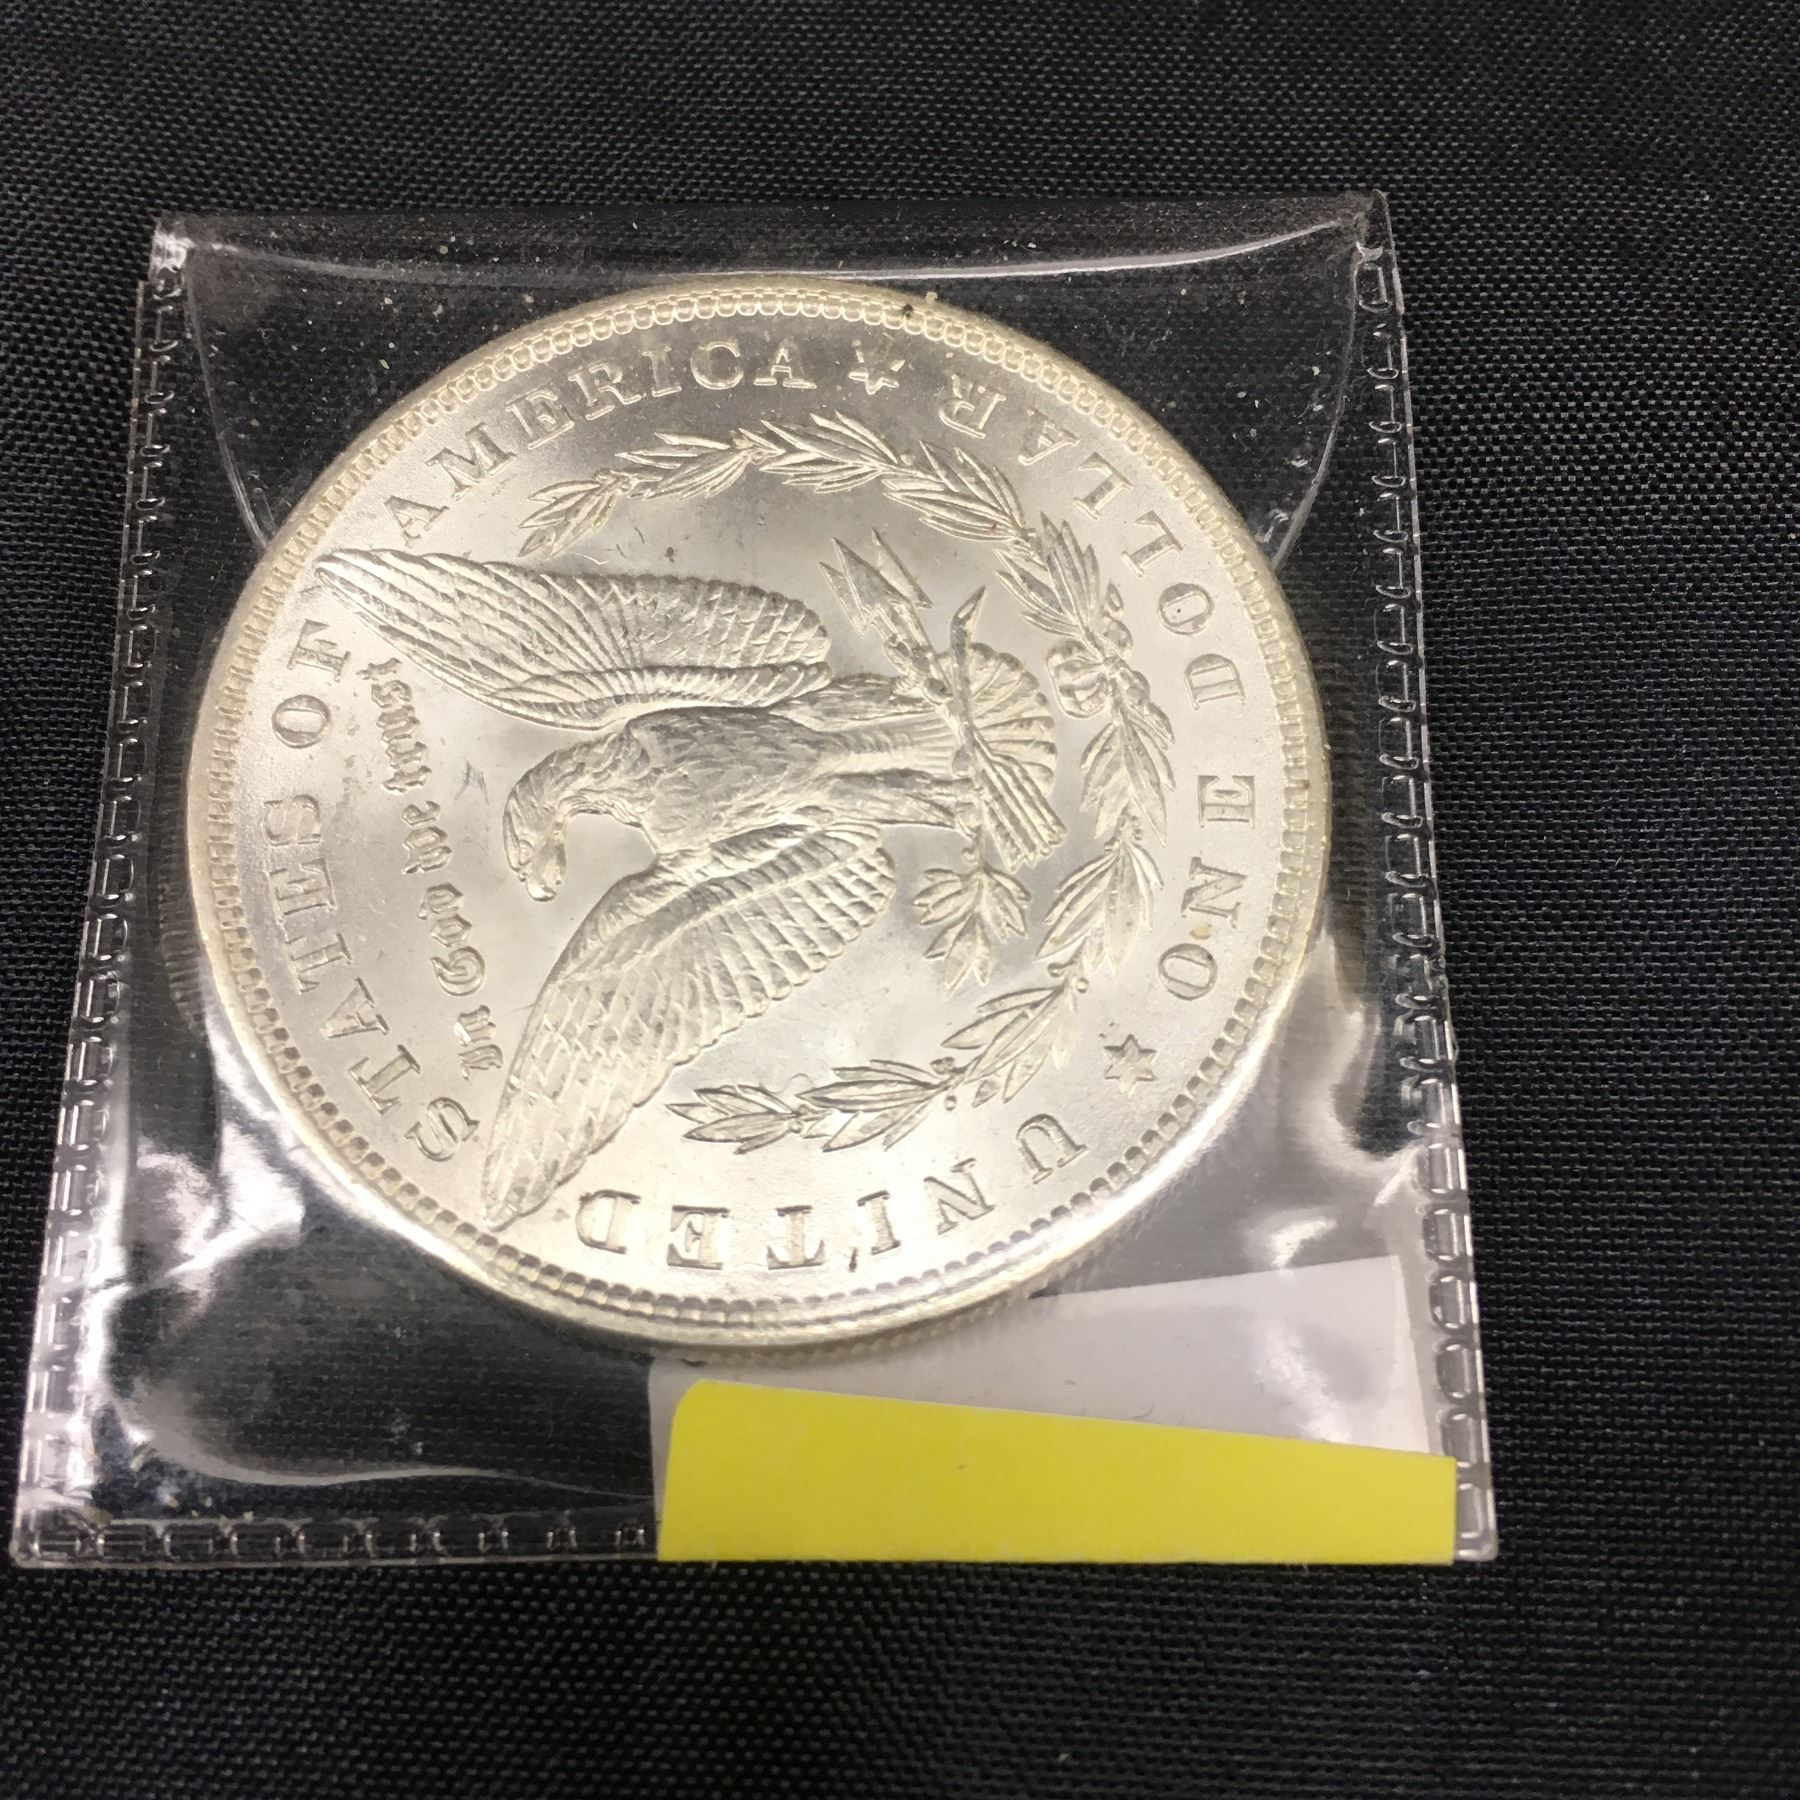 UNITED STATES OF AMERICA
In God we trust
★ ONE DOLLAR ★